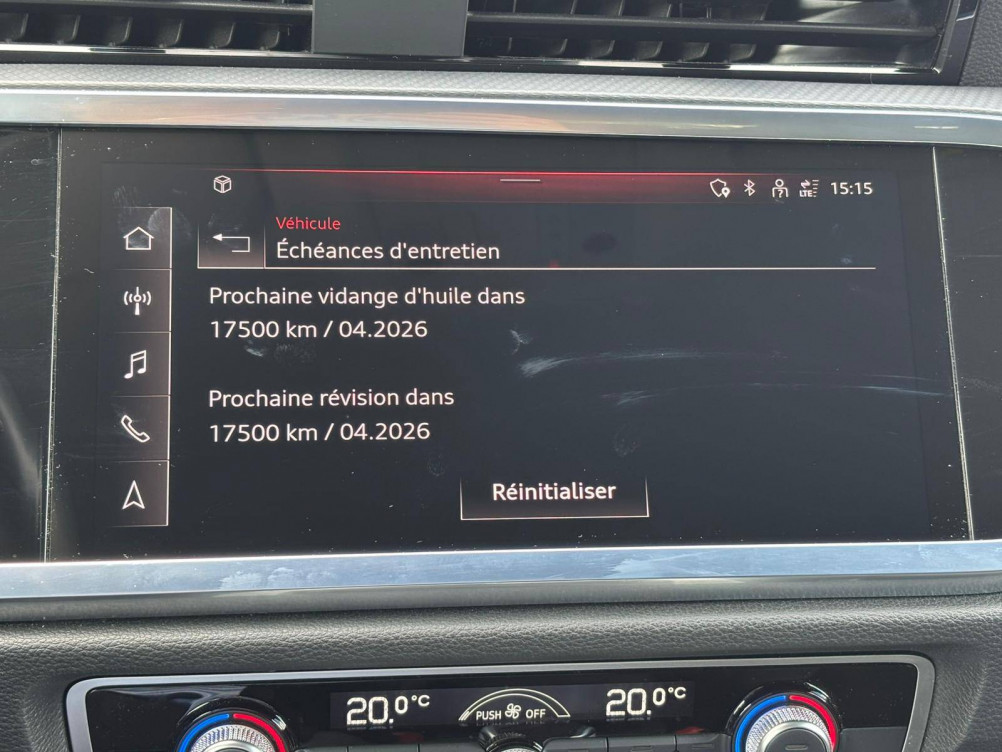 LTE 15:15
Véhicule
Échéances d'entretien
Prochaine vidange d'huile dans
17500 km / 04.2026
Prochaine révision dans
17500 km / 04.2026
Réinitialiser
20.0°C PUSH OFF 20.0°C